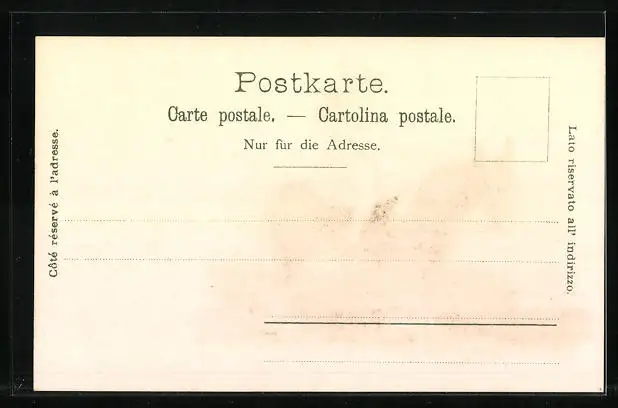 Postkarte.
Carte postale. — Cartolina postale.
Nur für die Adresse.
Côté réservé à l'adresse.
Lato riservato all' indirizzo.